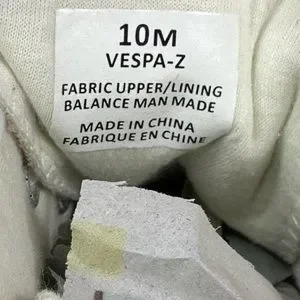 10M
VESPA-Z
FABRIC UPPER/LINING
BALANCE MAN MADE
MADE IN CHINA
FABRIQUE EN CHINE